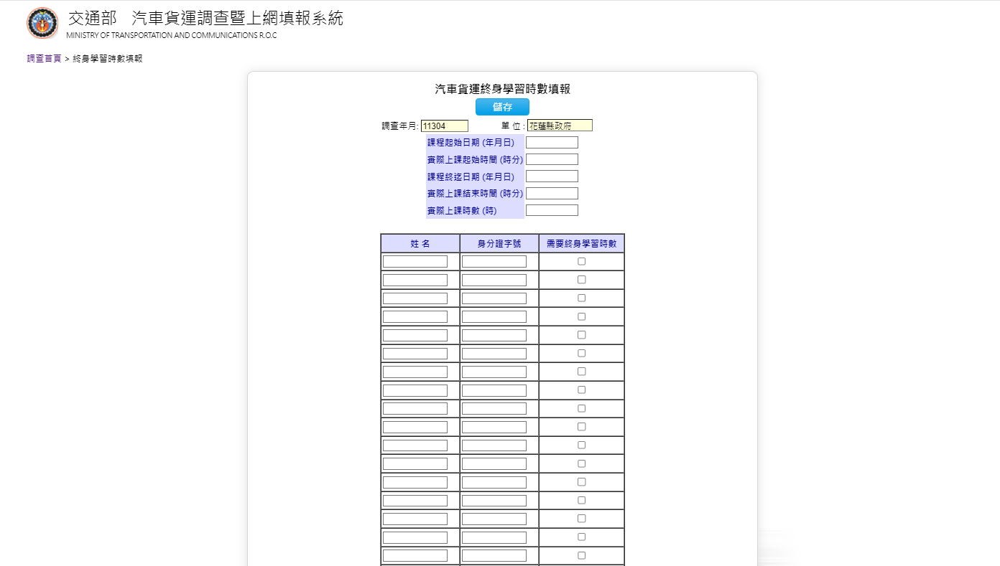 交通部 汽車貨運調查暨上網填報系統
MINISTRY OF TRANSPORTATION AND COMMUNICATIONS R.O.C
調查首頁 > 終身學習時數填報
汽車貨運終身學習時數填報
儲存
調查年月: 11304 單 位 : 花蓮縣政府
課程起始日期 (年月日)
實際上課起始時間 (時分)
課程終迄日期 (年月日)
實際上課結束時間 (時分)
實際上課時數 (時)
姓 名 身分證字號 需要終身學習時數